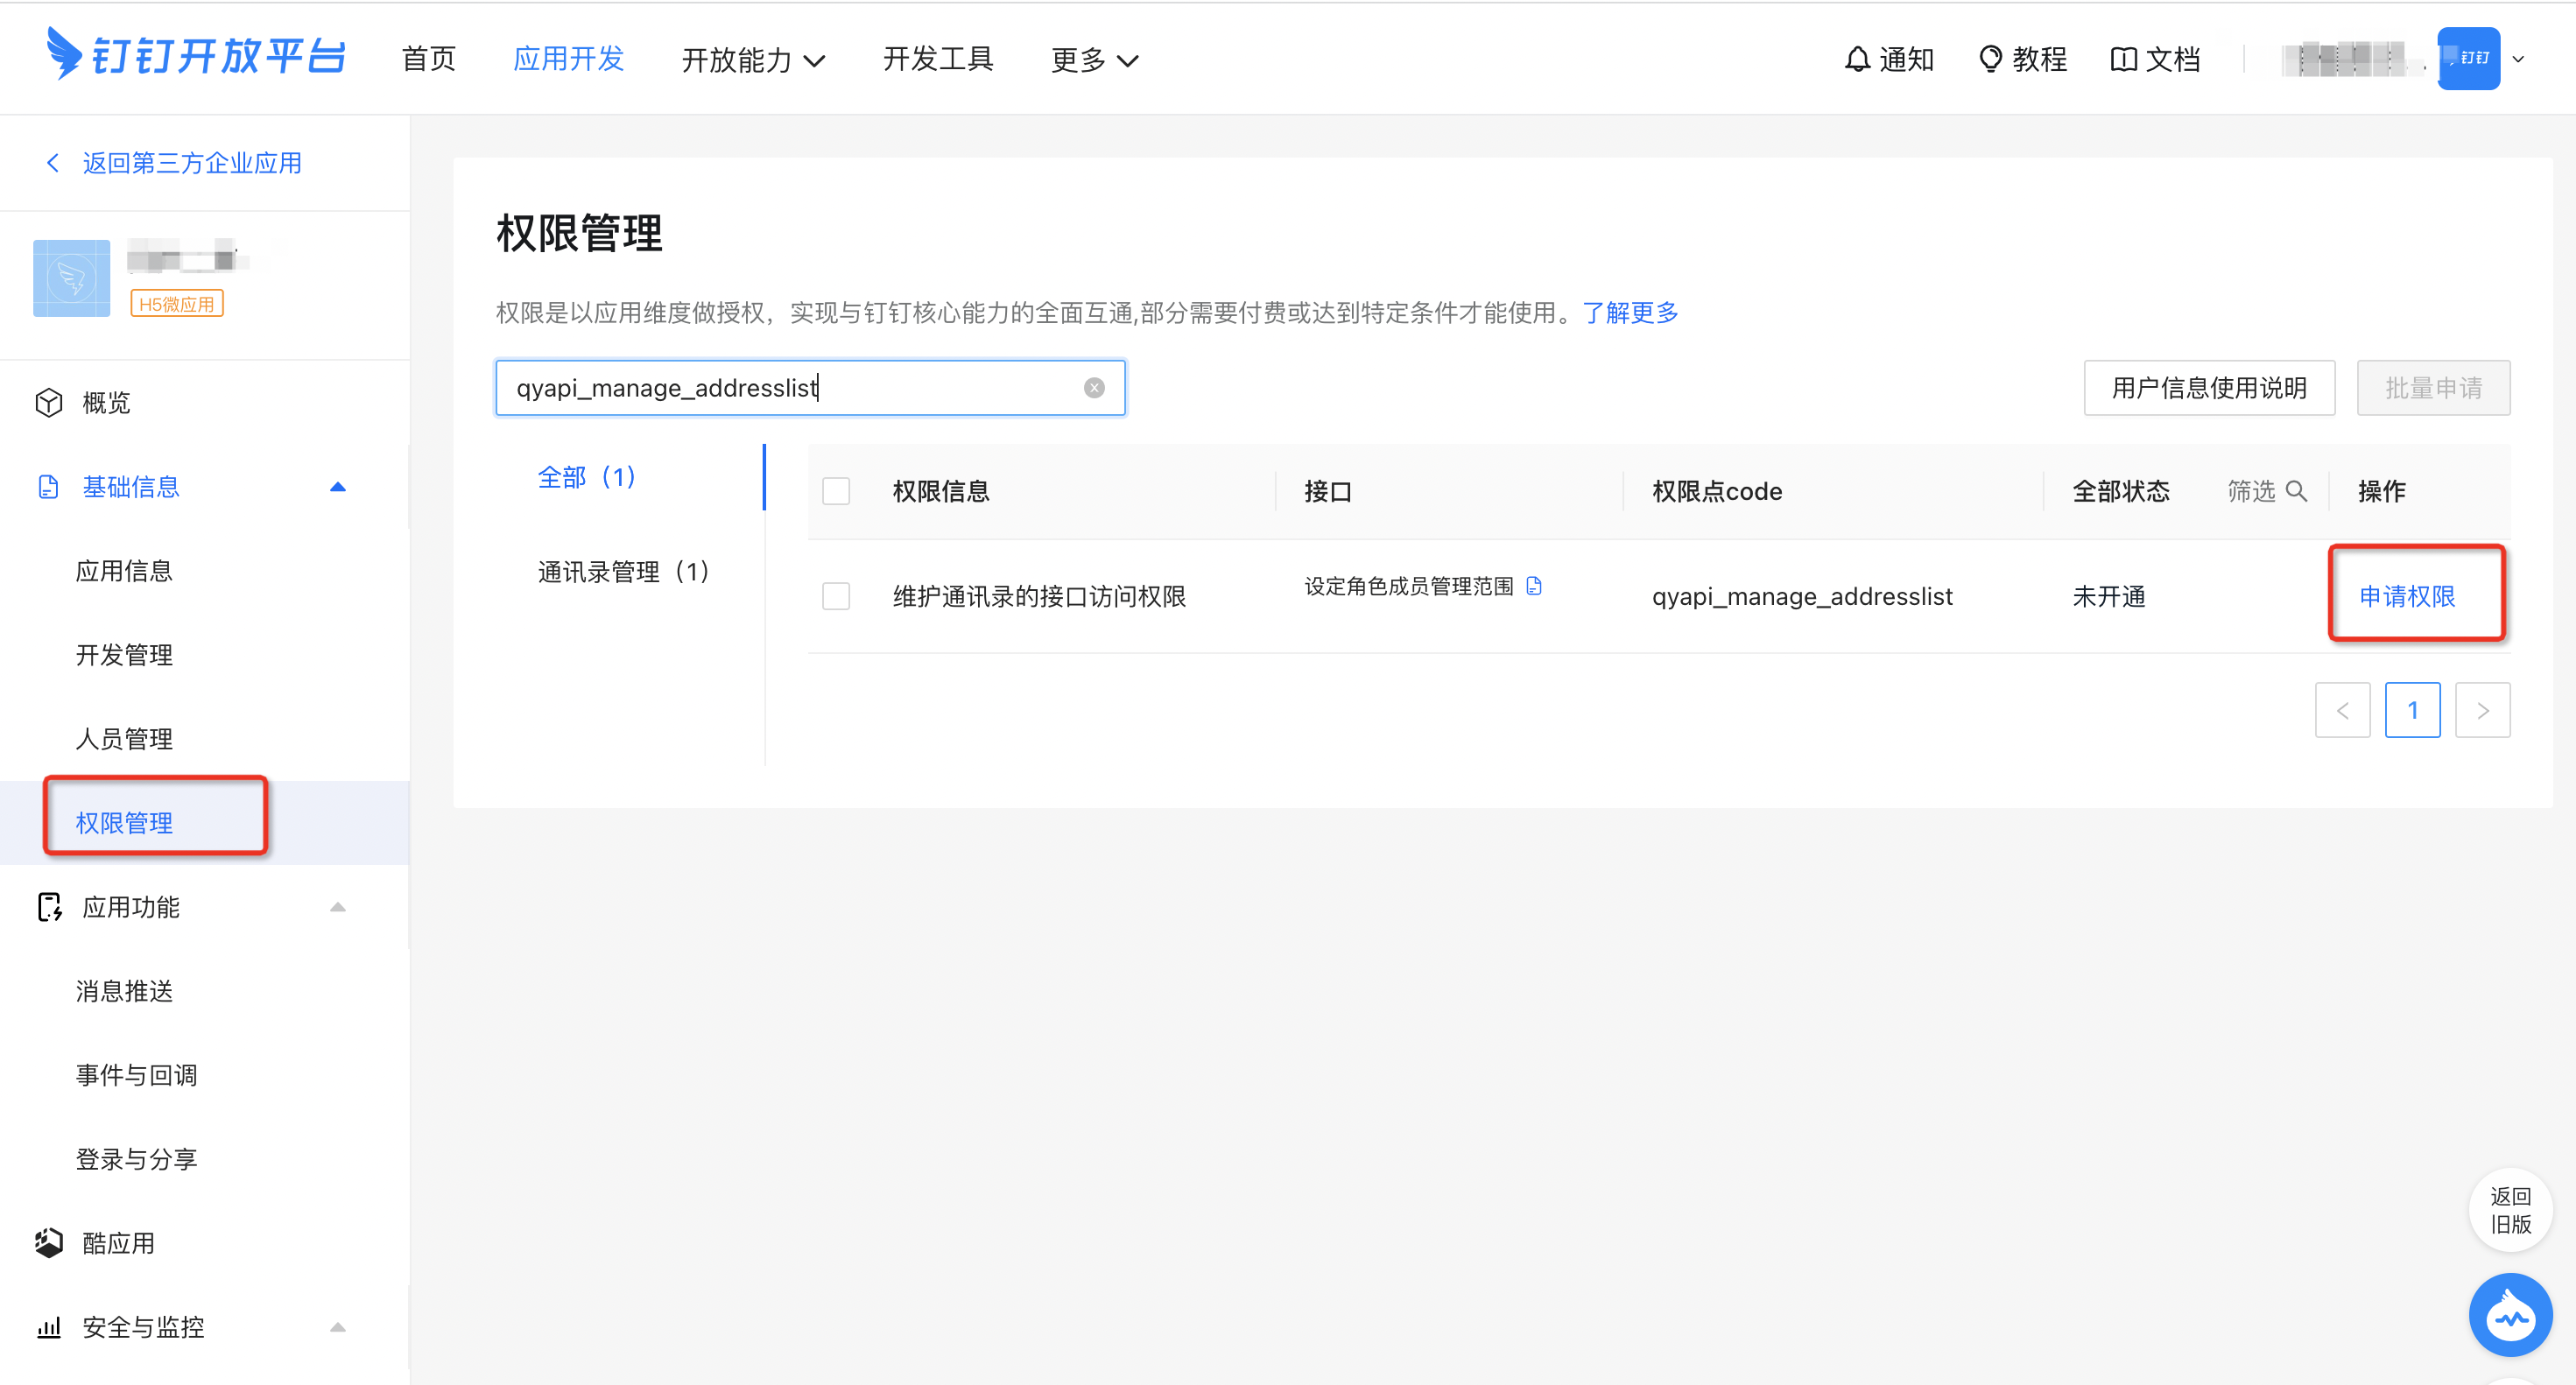 钉钉开放平台
首页
应用开发
开放能力
开发工具
更多
通知
教程
文档
钉钉
返回第三方企业应用
H5微应用
概览
基础信息
应用信息
开发管理
人员管理
权限管理
应用功能
消息推送
事件与回调
登录与分享
酷应用
安全与监控
权限管理
权限是以应用维度做授权，实现与钉钉核心能力的全面互通,部分需要付费或达到特定条件才能使用。了解更多
qyapi_manage_addresslist
用户信息使用说明
批量申请
全部（1）
通讯录管理（1）
权限信息 接口 权限点code 全部状态 筛选 操作
维护通讯录的接口访问权限 设定角色成员管理范围 qyapi_manage_addresslist 未开通 申请权限
< 1 >
返回
旧版